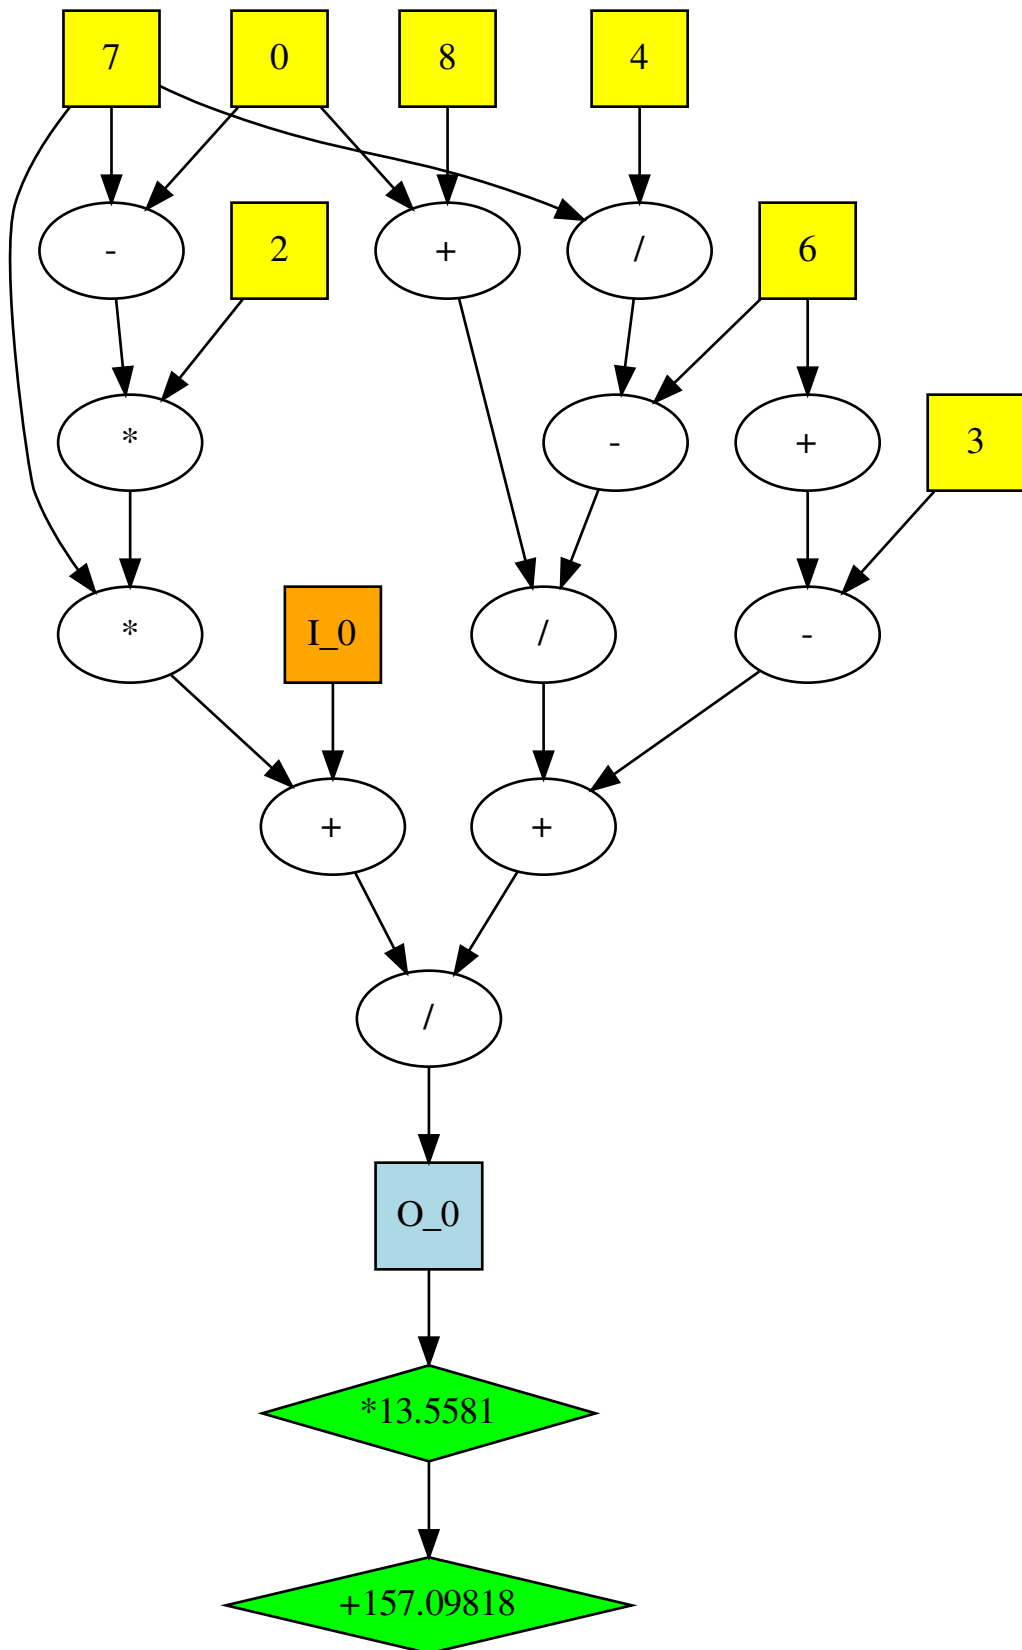 7 0 8 4
- 2 + / 6
* - + 3
* I_0 / -
+ +
/
O_0
*13.5581
+157.09818